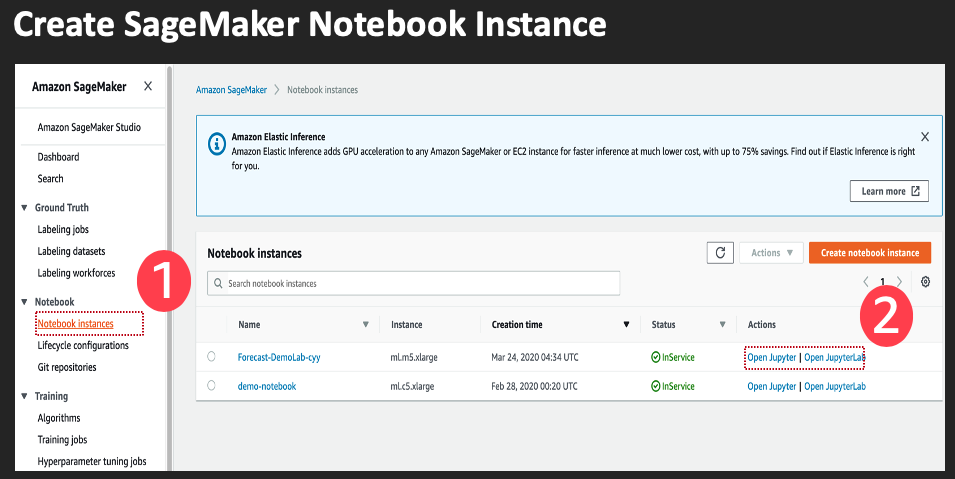 Create SageMaker Notebook Instance
Amazon SageMaker X
Amazon SageMaker Studio
Dashboard
Search
Ground Truth
Labeling jobs
Labeling datasets
Labeling workforces
Notebook
Notebook instances
Lifecycle configurations
Git repositories
Training
Algorithms
Training jobs
Hyperparameter tuning jobs
1
Amazon SageMaker > Notebook instances
Amazon Elastic Inference
Amazon Elastic Inference adds GPU acceleration to any Amazon SageMaker or EC2 instance for faster inference at much lower cost, with up to 75% savings. Find out if Elastic Inference is right
for you.
Learn more
Notebook instances
Actions
Create notebook instance
Search notebook instances
1
2
Name Instance Creation time Status Actions
Forecast-DemoLab-cyy ml.m5.xlarge Mar 24, 2020 04:34 UTC InService Open Jupyter | Open JupyterLab
demo-notebook ml.c5.xlarge Feb 28, 2020 00:20 UTC InService Open Jupyter | Open JupyterLab